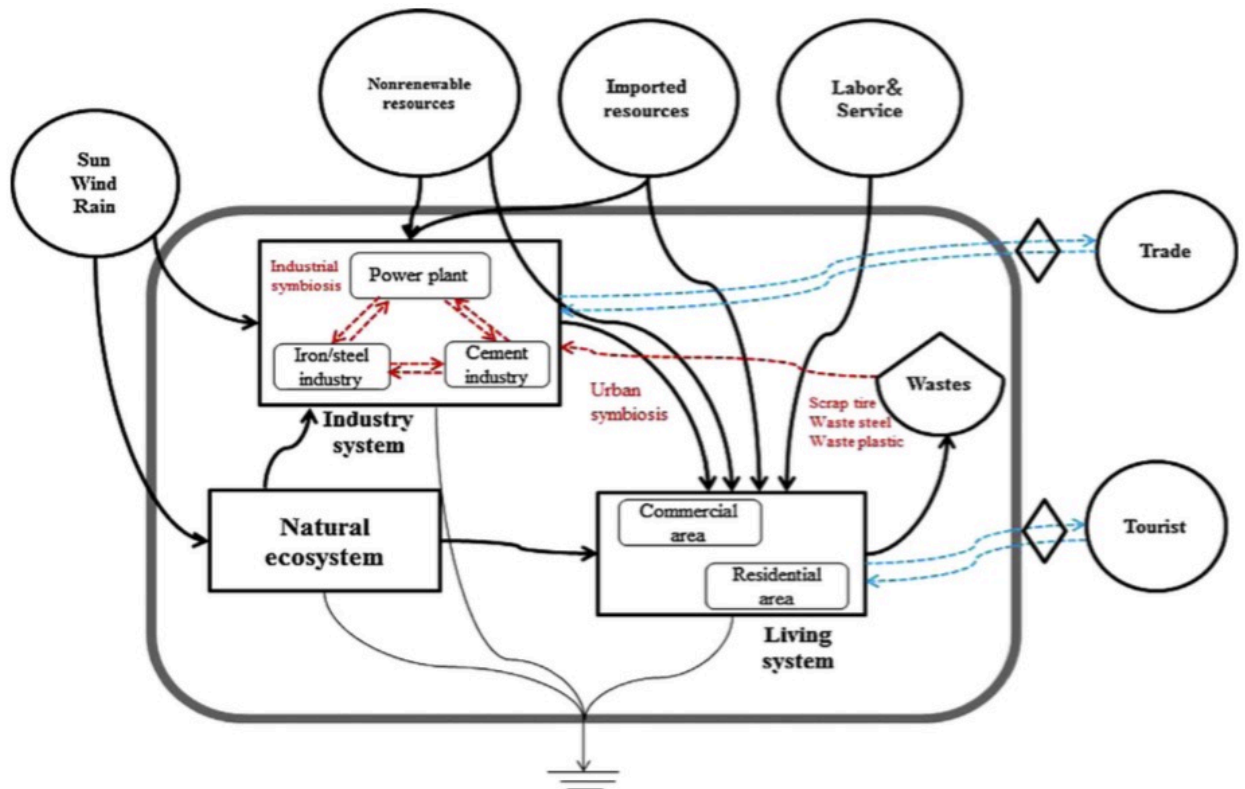 Nonrenewable
resources
Imported
resources
Labor&
Service
Sun
Wind
Rain
Trade
Industrial
symbiosis
Power plant
Iron/steel
industry
Cement
industry
Industry
system
Urban
symbiosis
Wastes
Scrap tire
Waste steel
Waste plastic
Natural
ecosystem
Commercial
area
Residential
area
Living
system
Tourist